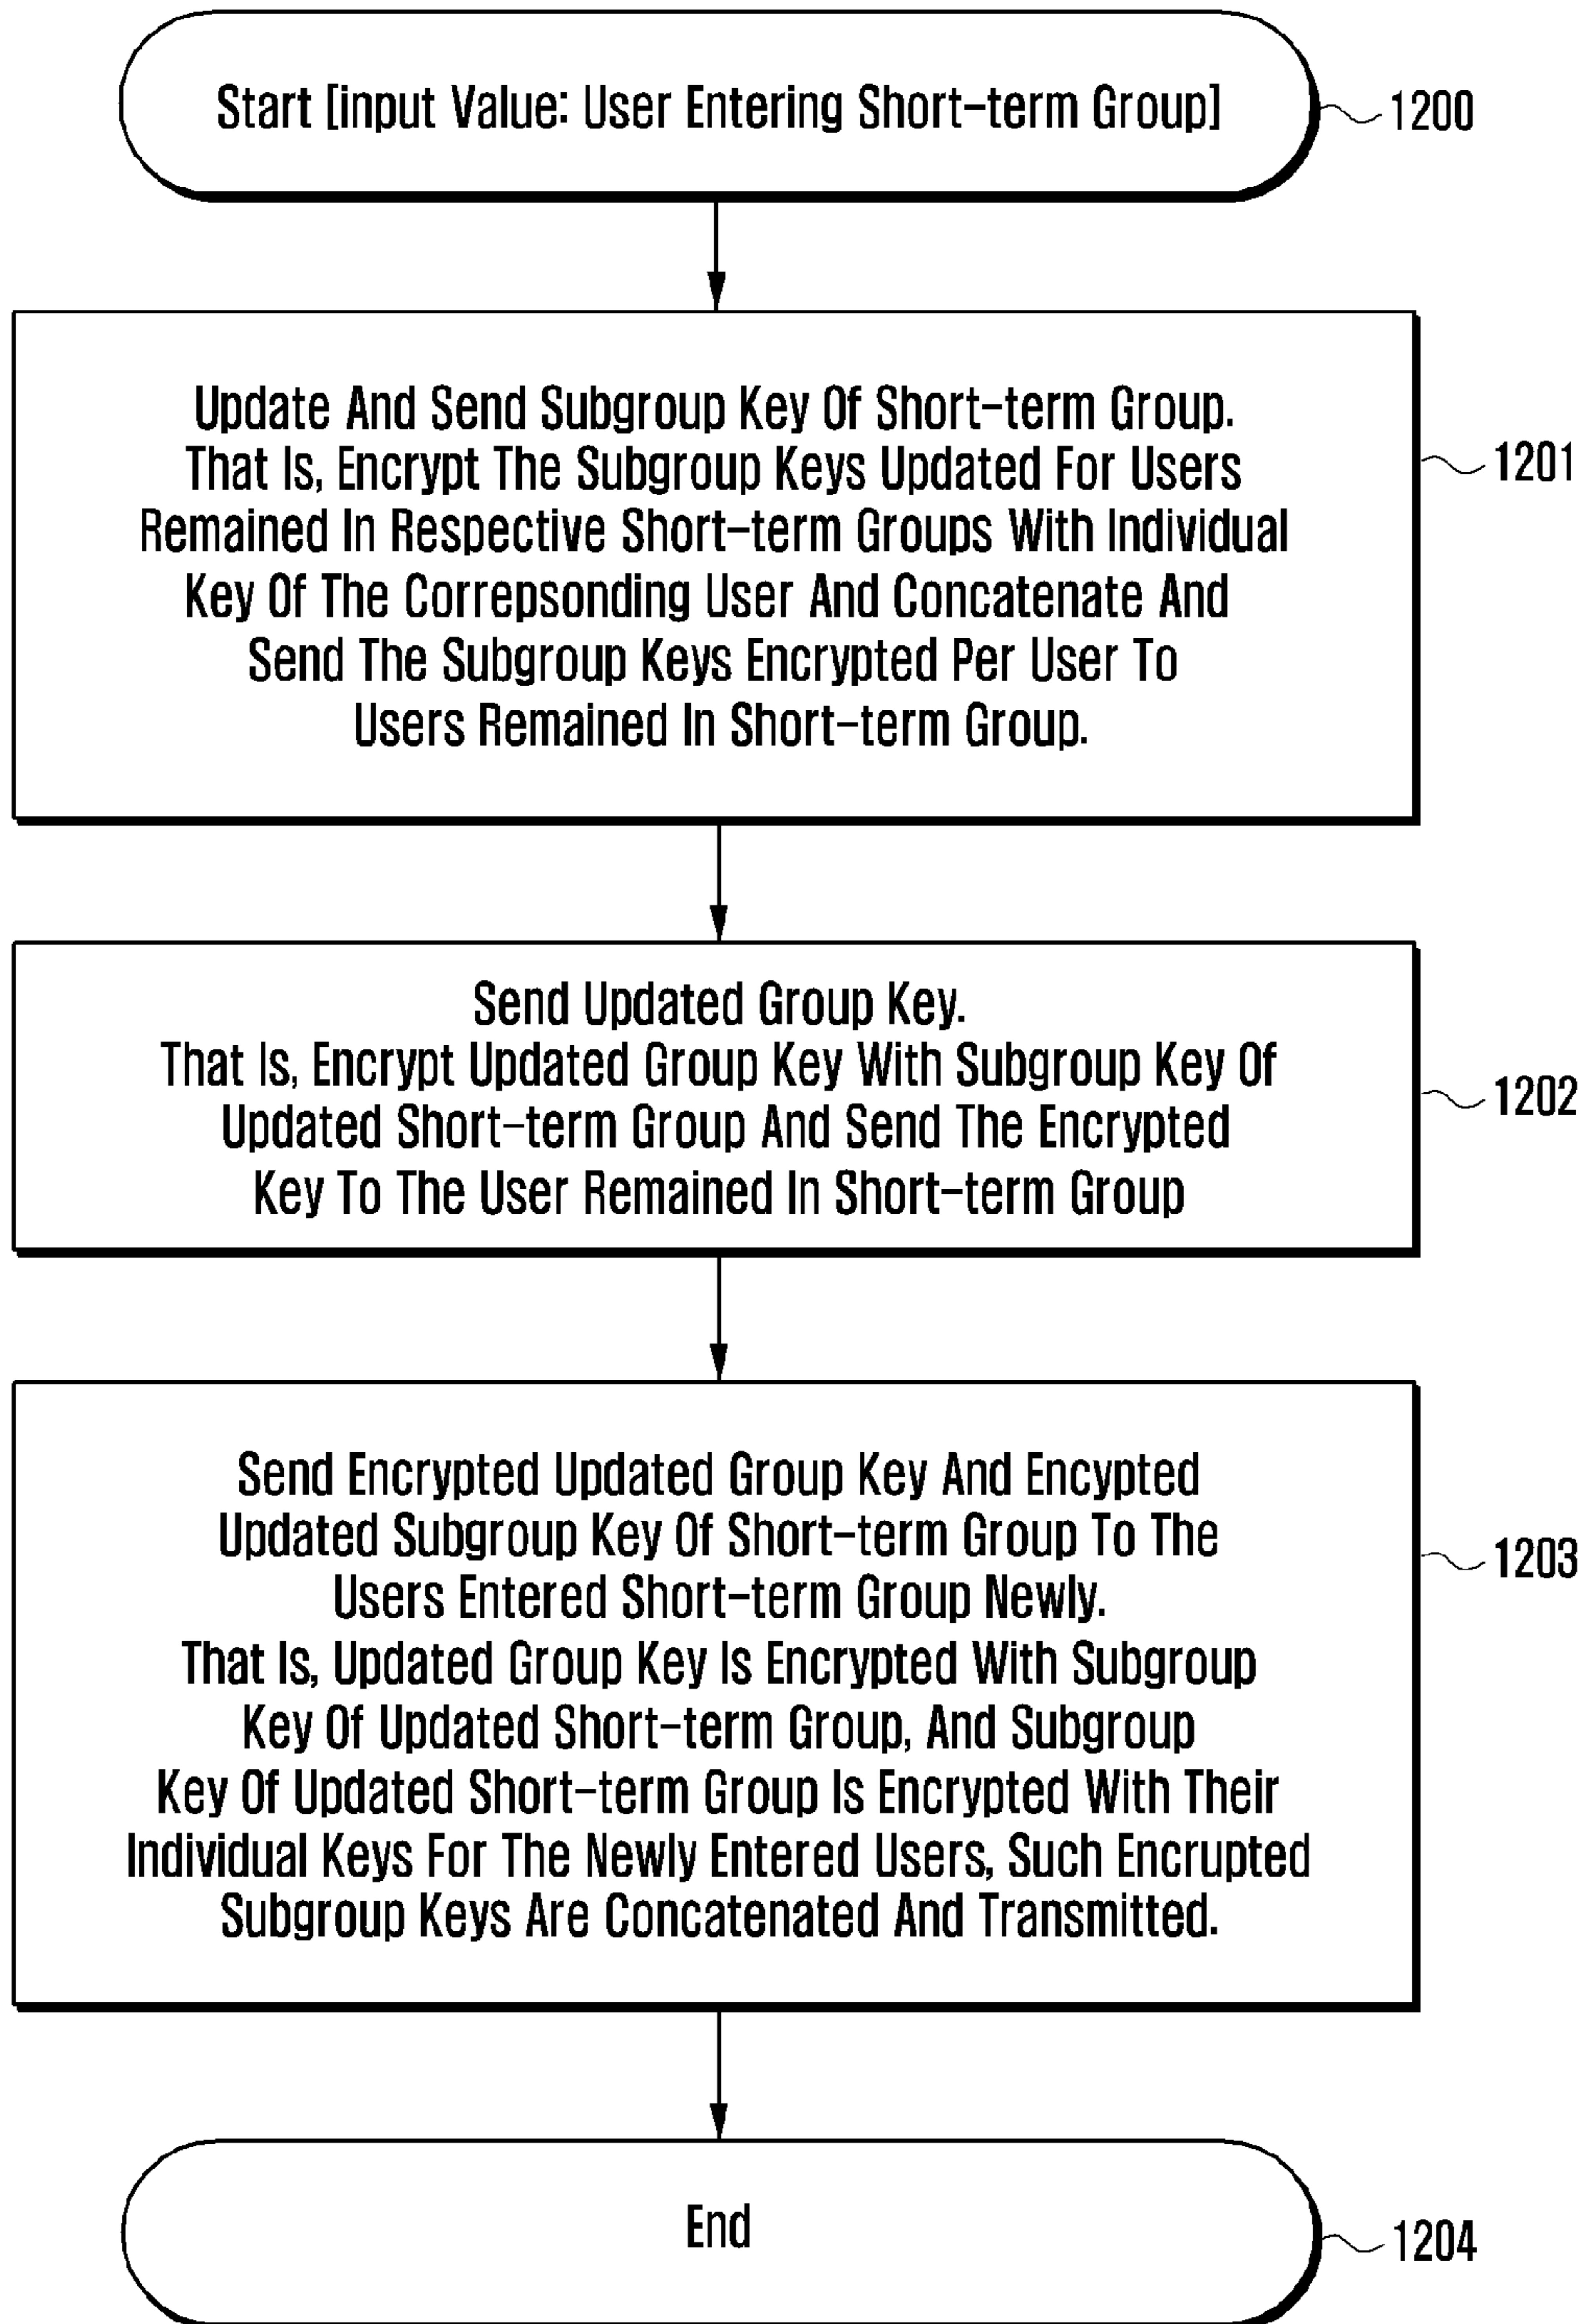 Start [input Value: User Entering Short-term Group]
1200
Update And Send Subgroup Key Of Short-term Group.
That Is, Encrypt The Subgroup Keys Updated For Users
Remained In Respective Short-term Groups With Individual
Key Of The Correpsonding User And Concatenate And
Send The Subgroup Keys Encrypted Per User To
Users Remained In Short-term Group.
1201
Send Updated Group Key.
That Is, Encrypt Updated Group Key With Subgroup Key Of
Updated Short-term Group And Send The Encrypted
Key To The User Remained In Short-term Group
1202
Send Encrypted Updated Group Key And Encypted
Updated Subgroup Key Of Short-term Group To The
Users Entered Short-term Group Newly.
That Is, Updated Group Key Is Encrypted With Subgroup
Key Of Updated Short-term Group, And Subgroup
Key Of Updated Short-term Group Is Encrypted With Their
Individual Keys For The Newly Entered Users, Such Encrupted
Subgroup Keys Are Concatenated And Transmitted.
1203
End
1204